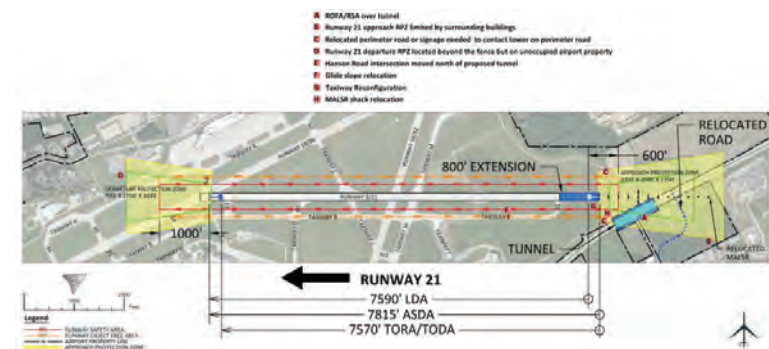 A ROFA/RSA over tunnel
B Runway 21 approach RPZ limited by surrounding buildings
C Relocated perimeter road or signage needed to contact tower on perimeter road
D Runway 21 departure RPZ located beyond the fence but on unoccupied airport property
E Hanson Road intersection moved north of proposed tunnel
F Glide slope relocation
G Taxiway Reconfiguration
H MALSR shack relocation
RELOCATED
ROAD
600'
800' EXTENSION
APPROACH PROTECTION ZONE
DEPARTURE PROTECTION ZONE
RUNWAY 3/21
TAXIWAY
1000'
TUNNEL
RELOCATED
MALSR
RUNWAY 21
7590' LDA
7815' ASDA
7570' TORA/TODA
Feet
Legend
RUNWAY SAFETY AREA
RUNWAY OBJECT FREE AREA
AIRPORT PROPERTY LINE
APPROACH PROTECTION ZONE